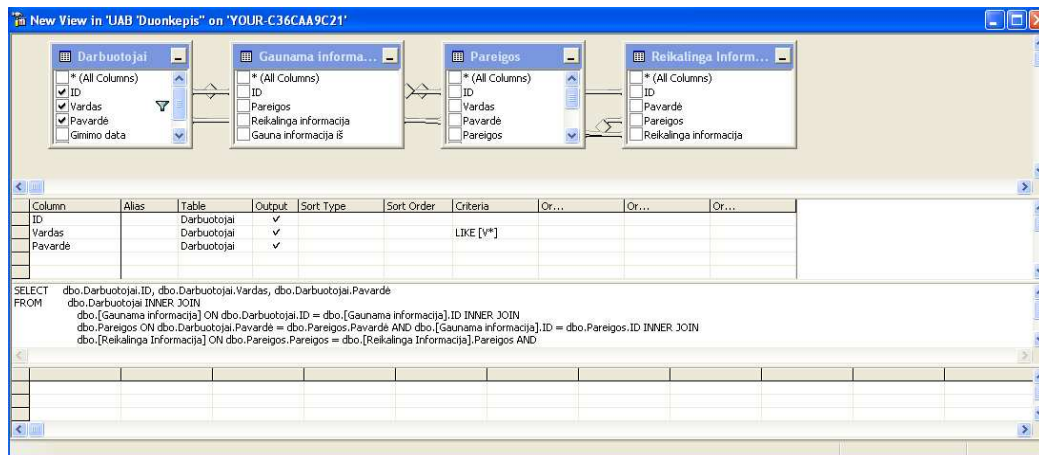 New View in 'UAB 'Duonkepis'' on 'YOUR-C36CAA9C21'
Darbuotojai
* (All Columns)
ID
Vardas
Pavardė
Gimimo data
Gaunama informa...
* (All Columns)
ID
Pareigos
Reikalinga informacija
Gauna informacija iš
Pareigos
* (All Columns)
ID
Vardas
Pavardė
Pareigos
Reikalinga Inform...
* (All Columns)
ID
Pavardė
Pareigos
Reikalinga informacija
Column Alias Table Output Sort Type Sort Order Criteria Or... Or... Or...
ID Darbuotojai
Vardas Darbuotojai LIKE [V*]
Pavardė Darbuotojai
SELECT dbo.Darbuotojai.ID, dbo.Darbuotojai.Vardas, dbo.Darbuotojai.Pavardė
FROM dbo.Darbuotojai INNER JOIN
dbo.[Gaunama informacija] ON dbo.Darbuotojai.ID = dbo.[Gaunama informacija].ID INNER JOIN
dbo.Pareigos ON dbo.Darbuotojai.Pavardė = dbo.Pareigos.Pavardė AND dbo.[Gaunama informacija].ID = dbo.Pareigos.ID INNER JOIN
dbo.[Reikalinga Informacija] ON dbo.Pareigos.Pareigos = dbo.[Reikalinga Informacija].Pareigos AND